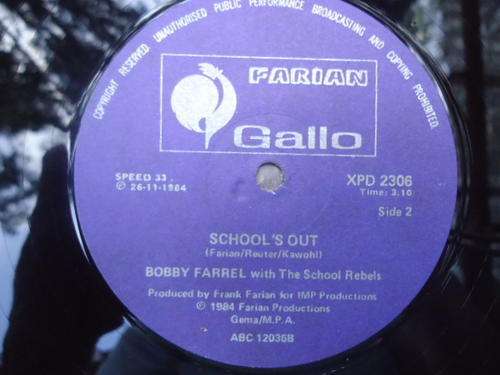 COPYRIGHT RESERVED. UNAUTHORISED PUBLIC PERFORMANCE BROADCASTING AND COPYING PROHIBITED.
FARIAN
Gallo
SPEED 33
℗ 26-11-1984
XPD 2306
Time: 3.10
Side 2
SCHOOL'S OUT
(Farian/Reuter/Kawohl)
BOBBY FARREL with The School Rebels
Produced by Frank Farian for IMP Productions
℗ 1984 Farian Productions
Gema/M.P.A.
ABC 12036B